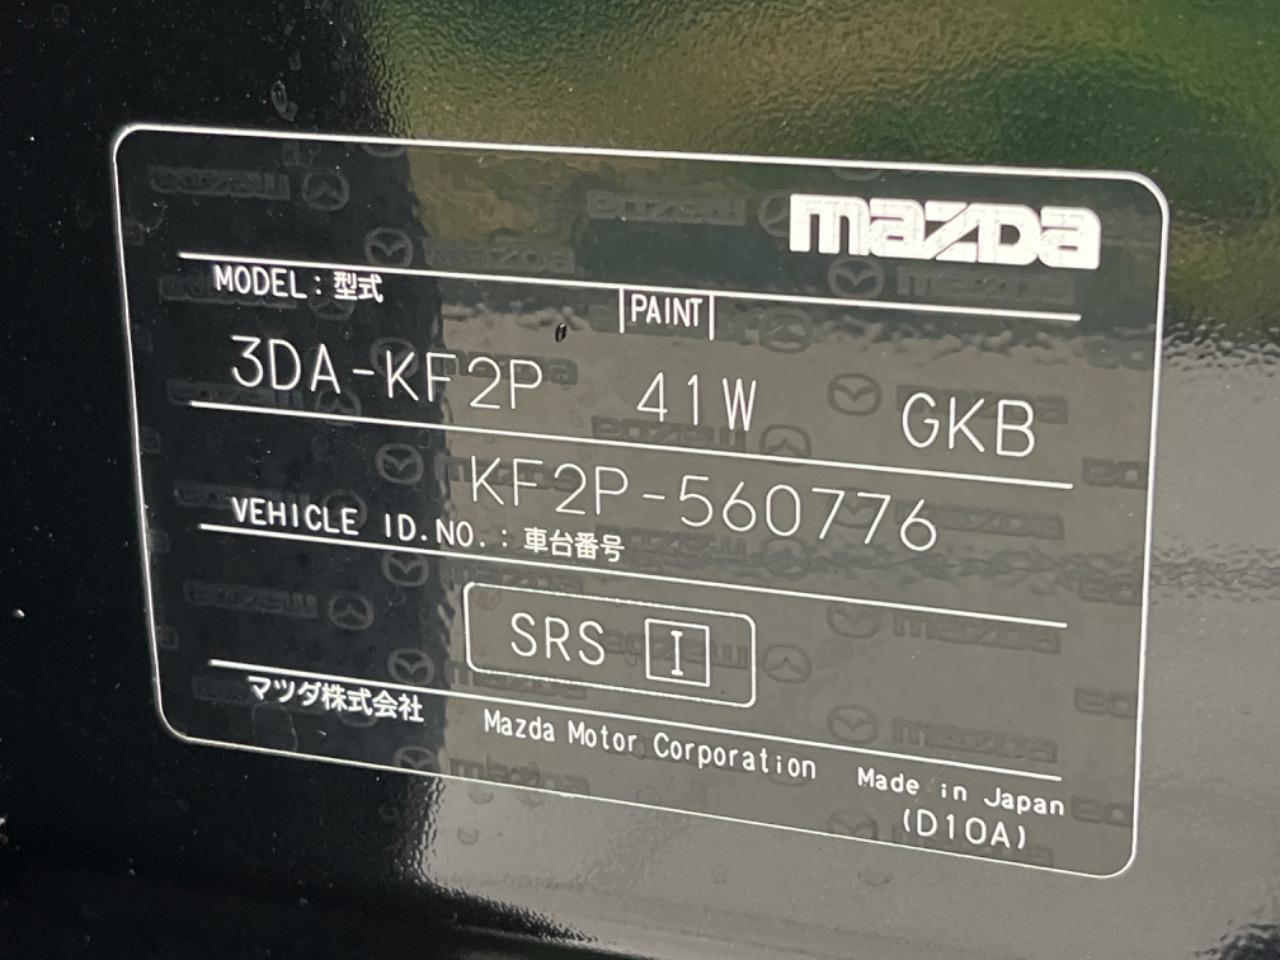 mazda
MODEL : 型式 PAINT
3DA-KF2P 41W GKB
KF2P-560776
VEHICLE ID.NO. : 車台番号
SRS I
マツダ株式会社 Mazda Motor Corporation Made in Japan
(D10A)